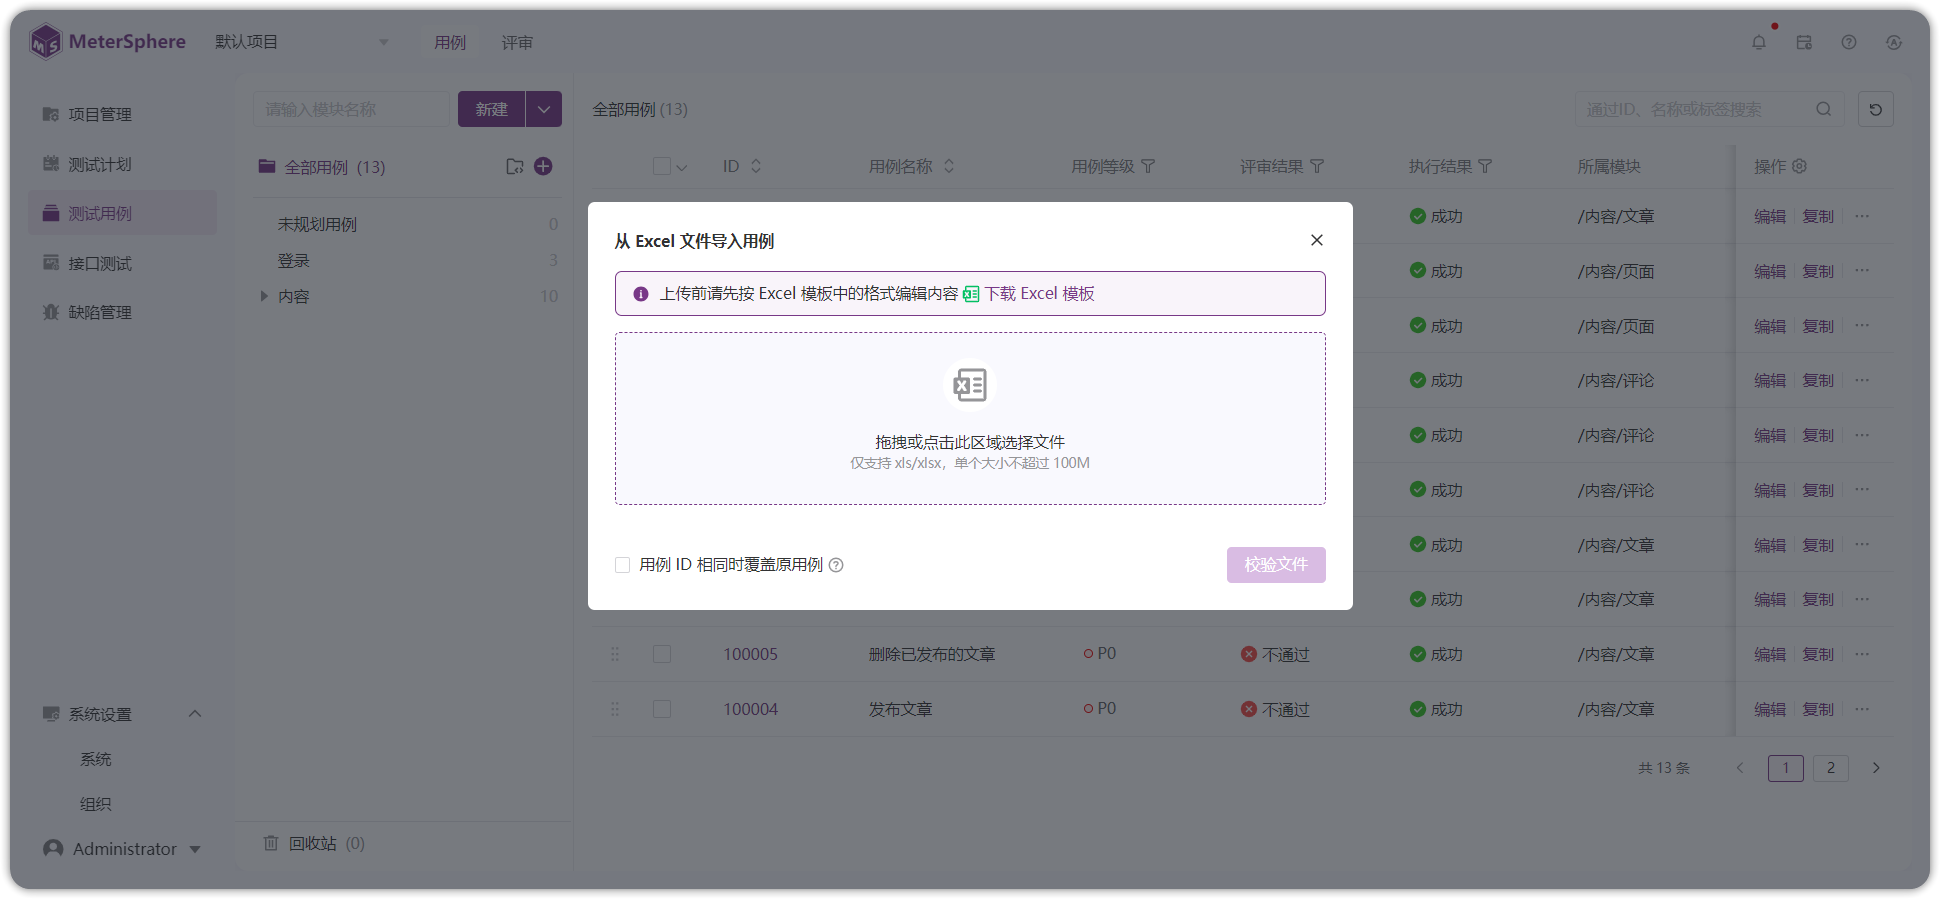 MeterSphere
默认项目
用例
评审
项目管理
测试计划
测试用例
接口测试
缺陷管理
系统设置
系统
组织
Administrator
请输入模块名称
新建
全部用例 (13)
未规划用例 0
登录 3
内容 10
回收站 (0)
全部用例 (13)
通过ID、名称或标签搜索
ID 用例名称 用例等级 评审结果 执行结果 所属模块 操作
成功 /内容/文章 编辑 复制 ···
成功 /内容/页面 编辑 复制 ···
成功 /内容/页面 编辑 复制 ···
成功 /内容/评论 编辑 复制 ···
成功 /内容/评论 编辑 复制 ···
成功 /内容/评论 编辑 复制 ···
成功 /内容/文章 编辑 复制 ···
成功 /内容/文章 编辑 复制 ···
100005 删除已发布的文章 P0 不通过 成功 /内容/文章 编辑 复制 ···
100004 发布文章 P0 不通过 成功 /内容/文章 编辑 复制 ···
共 13 条 1 2
从 Excel 文件导入用例
上传前请先按 Excel 模板中的格式编辑内容 下载 Excel 模板
拖拽或点击此区域选择文件
仅支持 xls/xlsx，单个大小不超过 100M
用例 ID 相同时覆盖原用例
校验文件